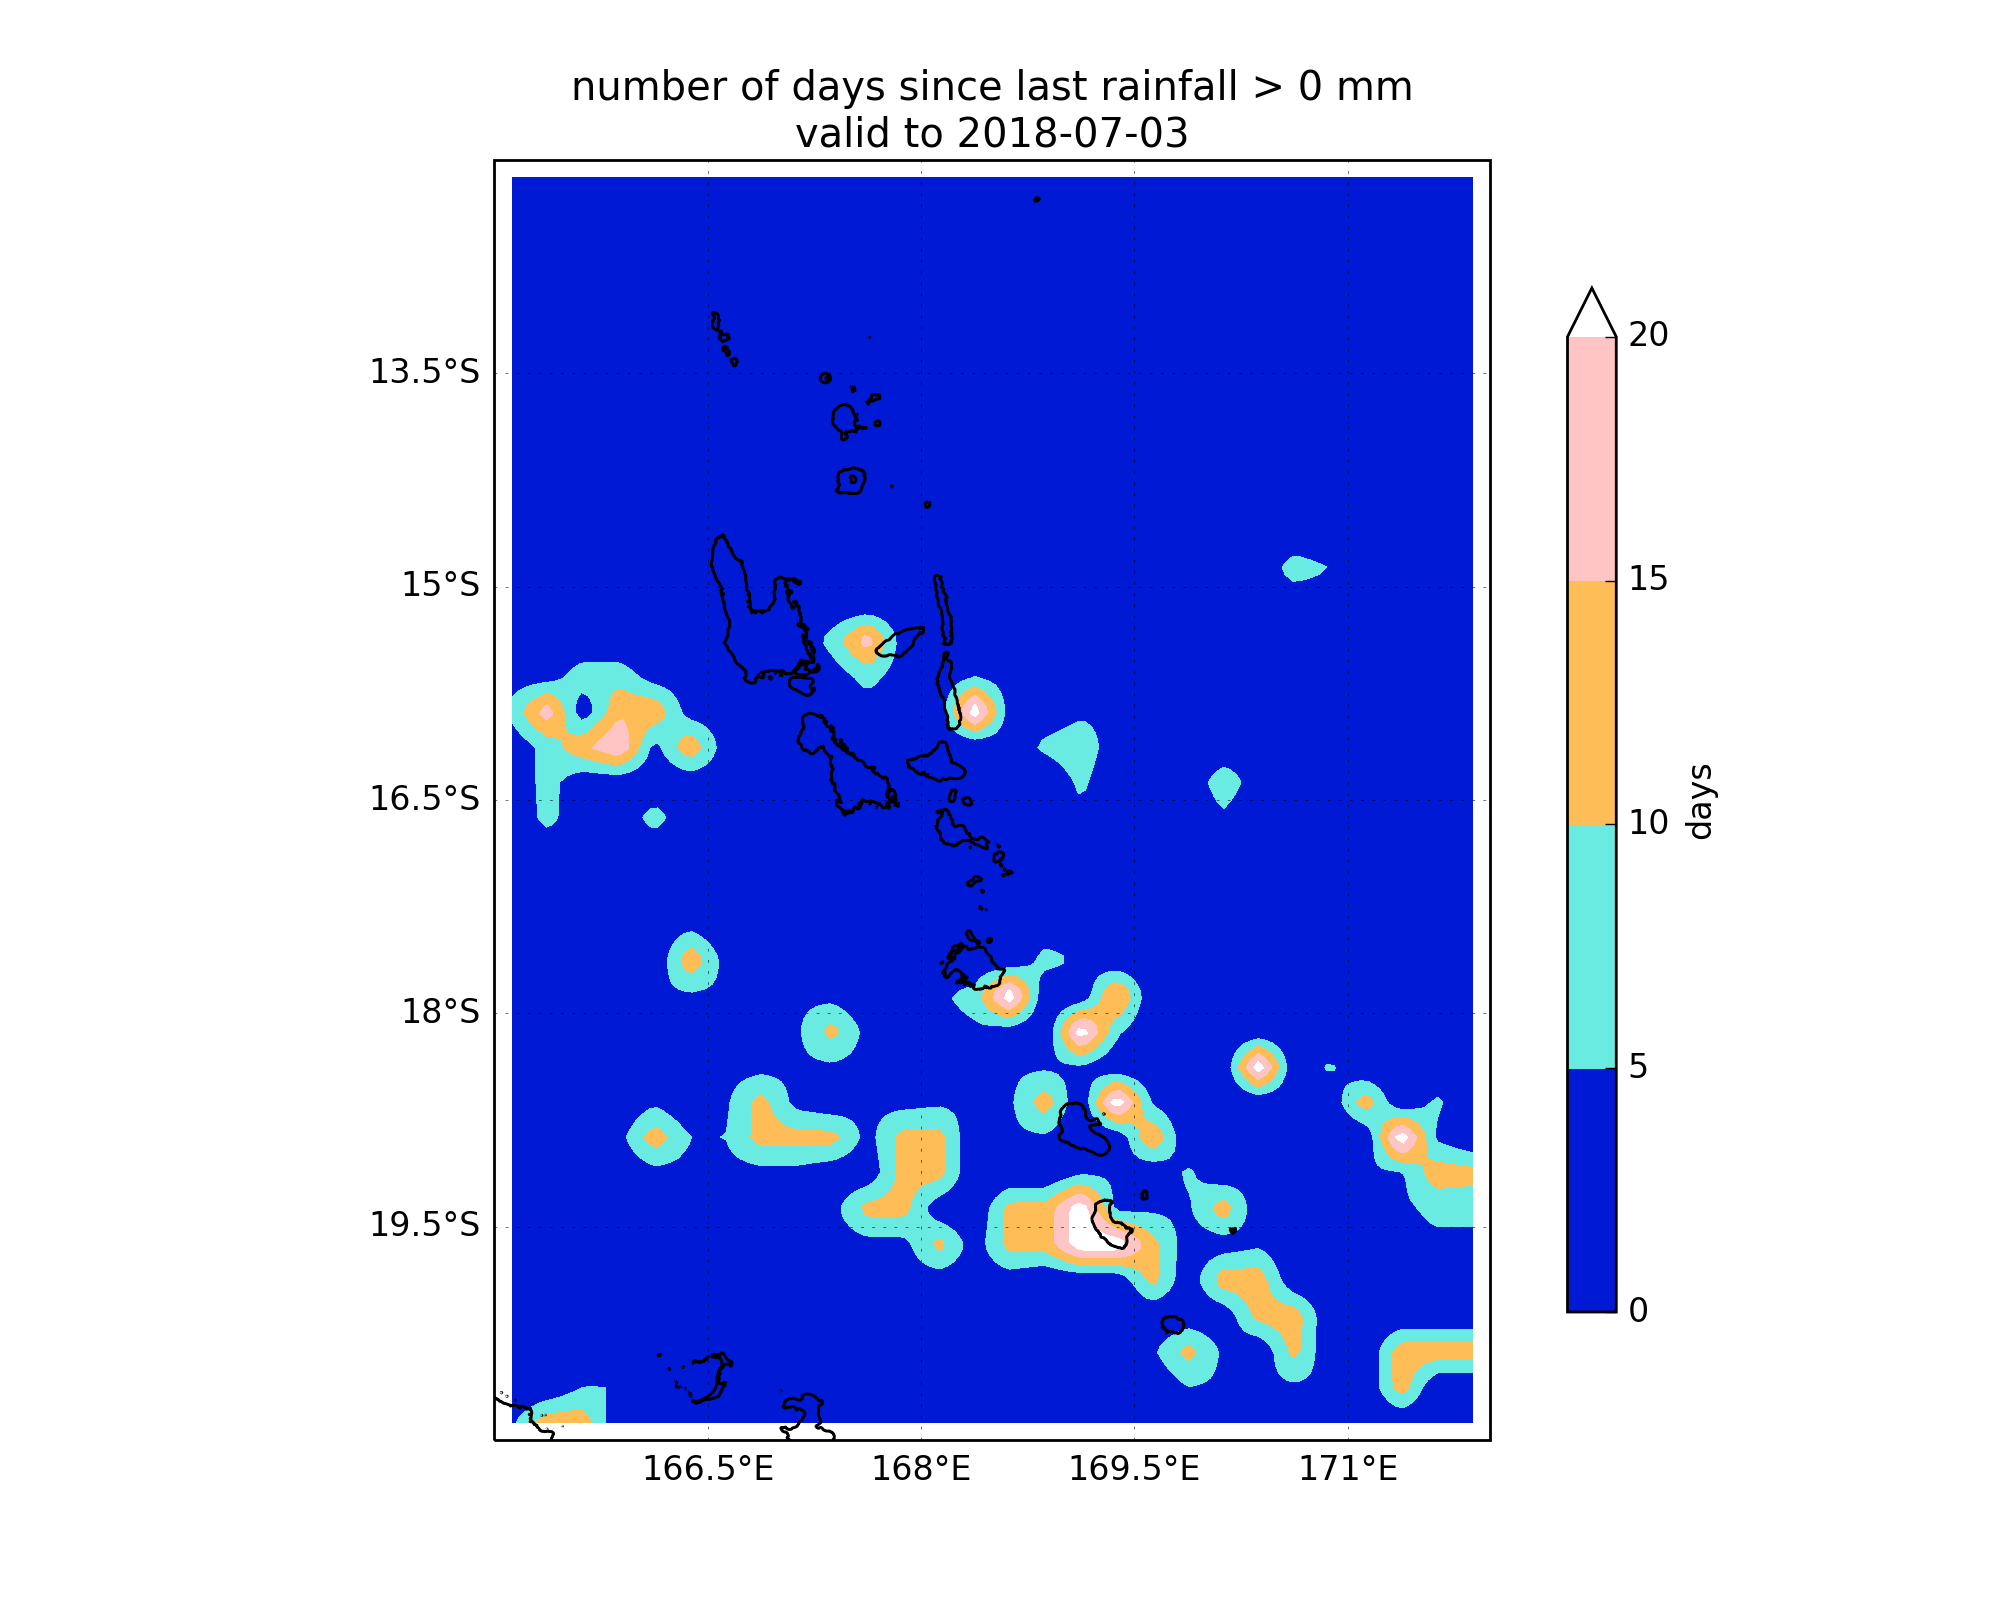 number of days since last rainfall > 0 mm
valid to 2018-07-03
13.5°S
15°S
16.5°S
18°S
19.5°S
166.5°E
168°E
169.5°E
171°E
20
15
10
5
0
days